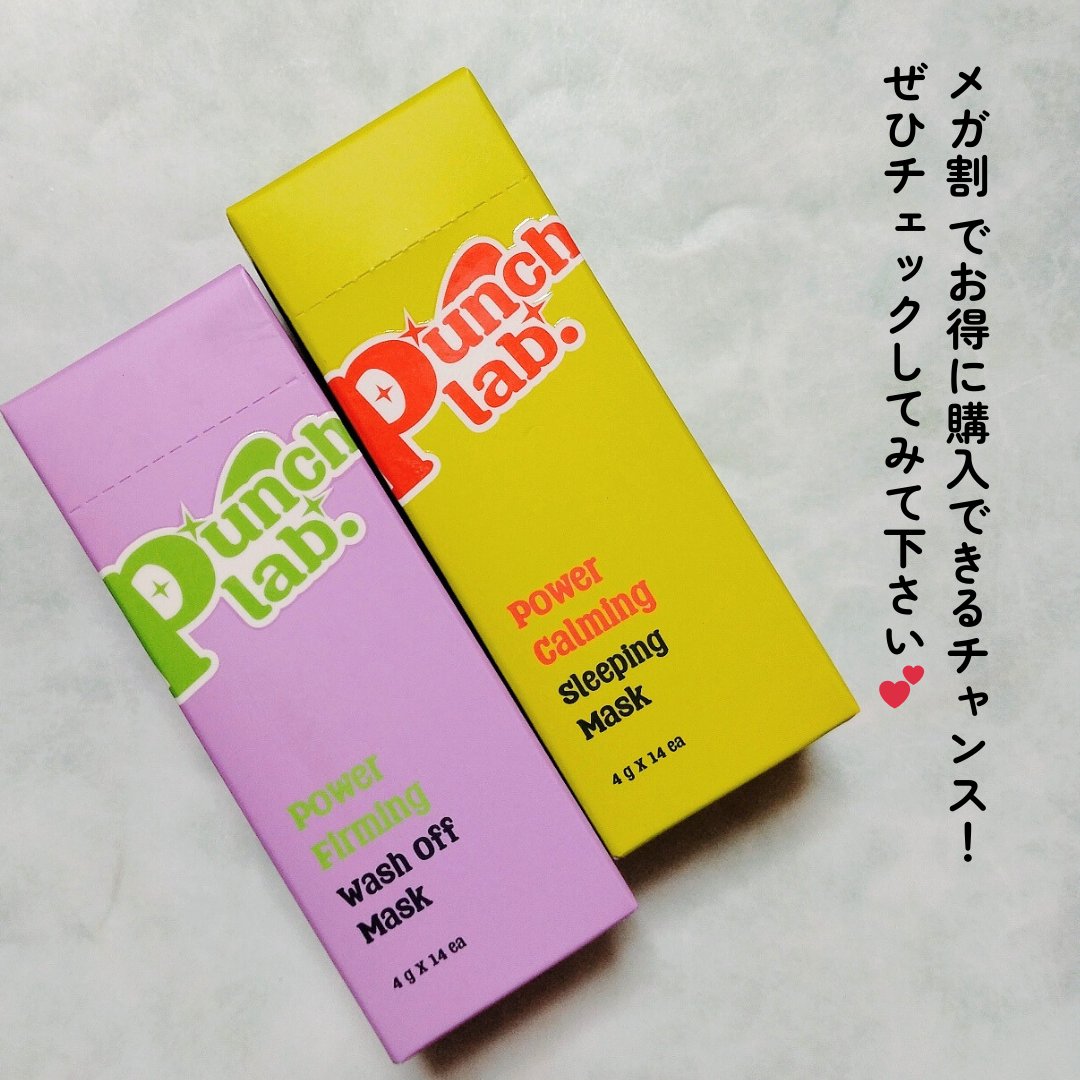 メガ割 でお得に購入できるチャンス！
ぜひチェックしてみて下さい💕
Punch
lab.
Power
Calming
Sleeping
Mask
4 g X 14 ea
Punch
lab.
Power
Firming
Wash Off
Mask
4 g X 14 ea